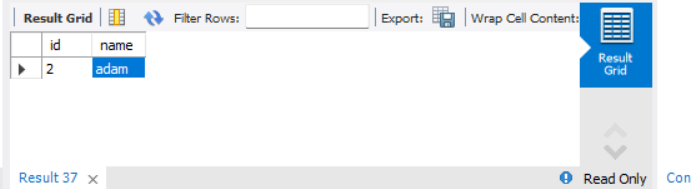 Result Grid Filter Rows: Export: Wrap Cell Content:
id name
2 adam
Result
Grid
Result 37 × Read Only Con